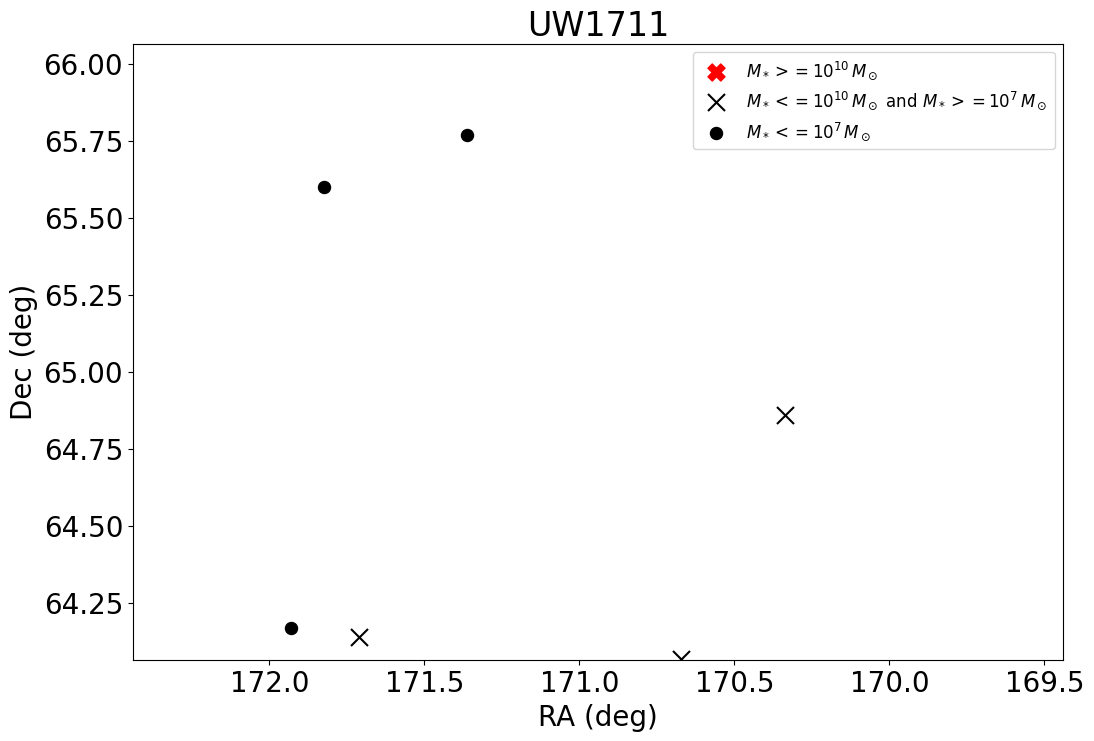 UW1711
M* >= 10^10 M⊙
M* <= 10^10 M⊙ and M* >= 10^7 M⊙
M* <= 10^7 M⊙
66.00
65.75
65.50
65.25
65.00
64.75
64.50
64.25
Dec (deg)
172.0 171.5 171.0 170.5 170.0 169.5
RA (deg)